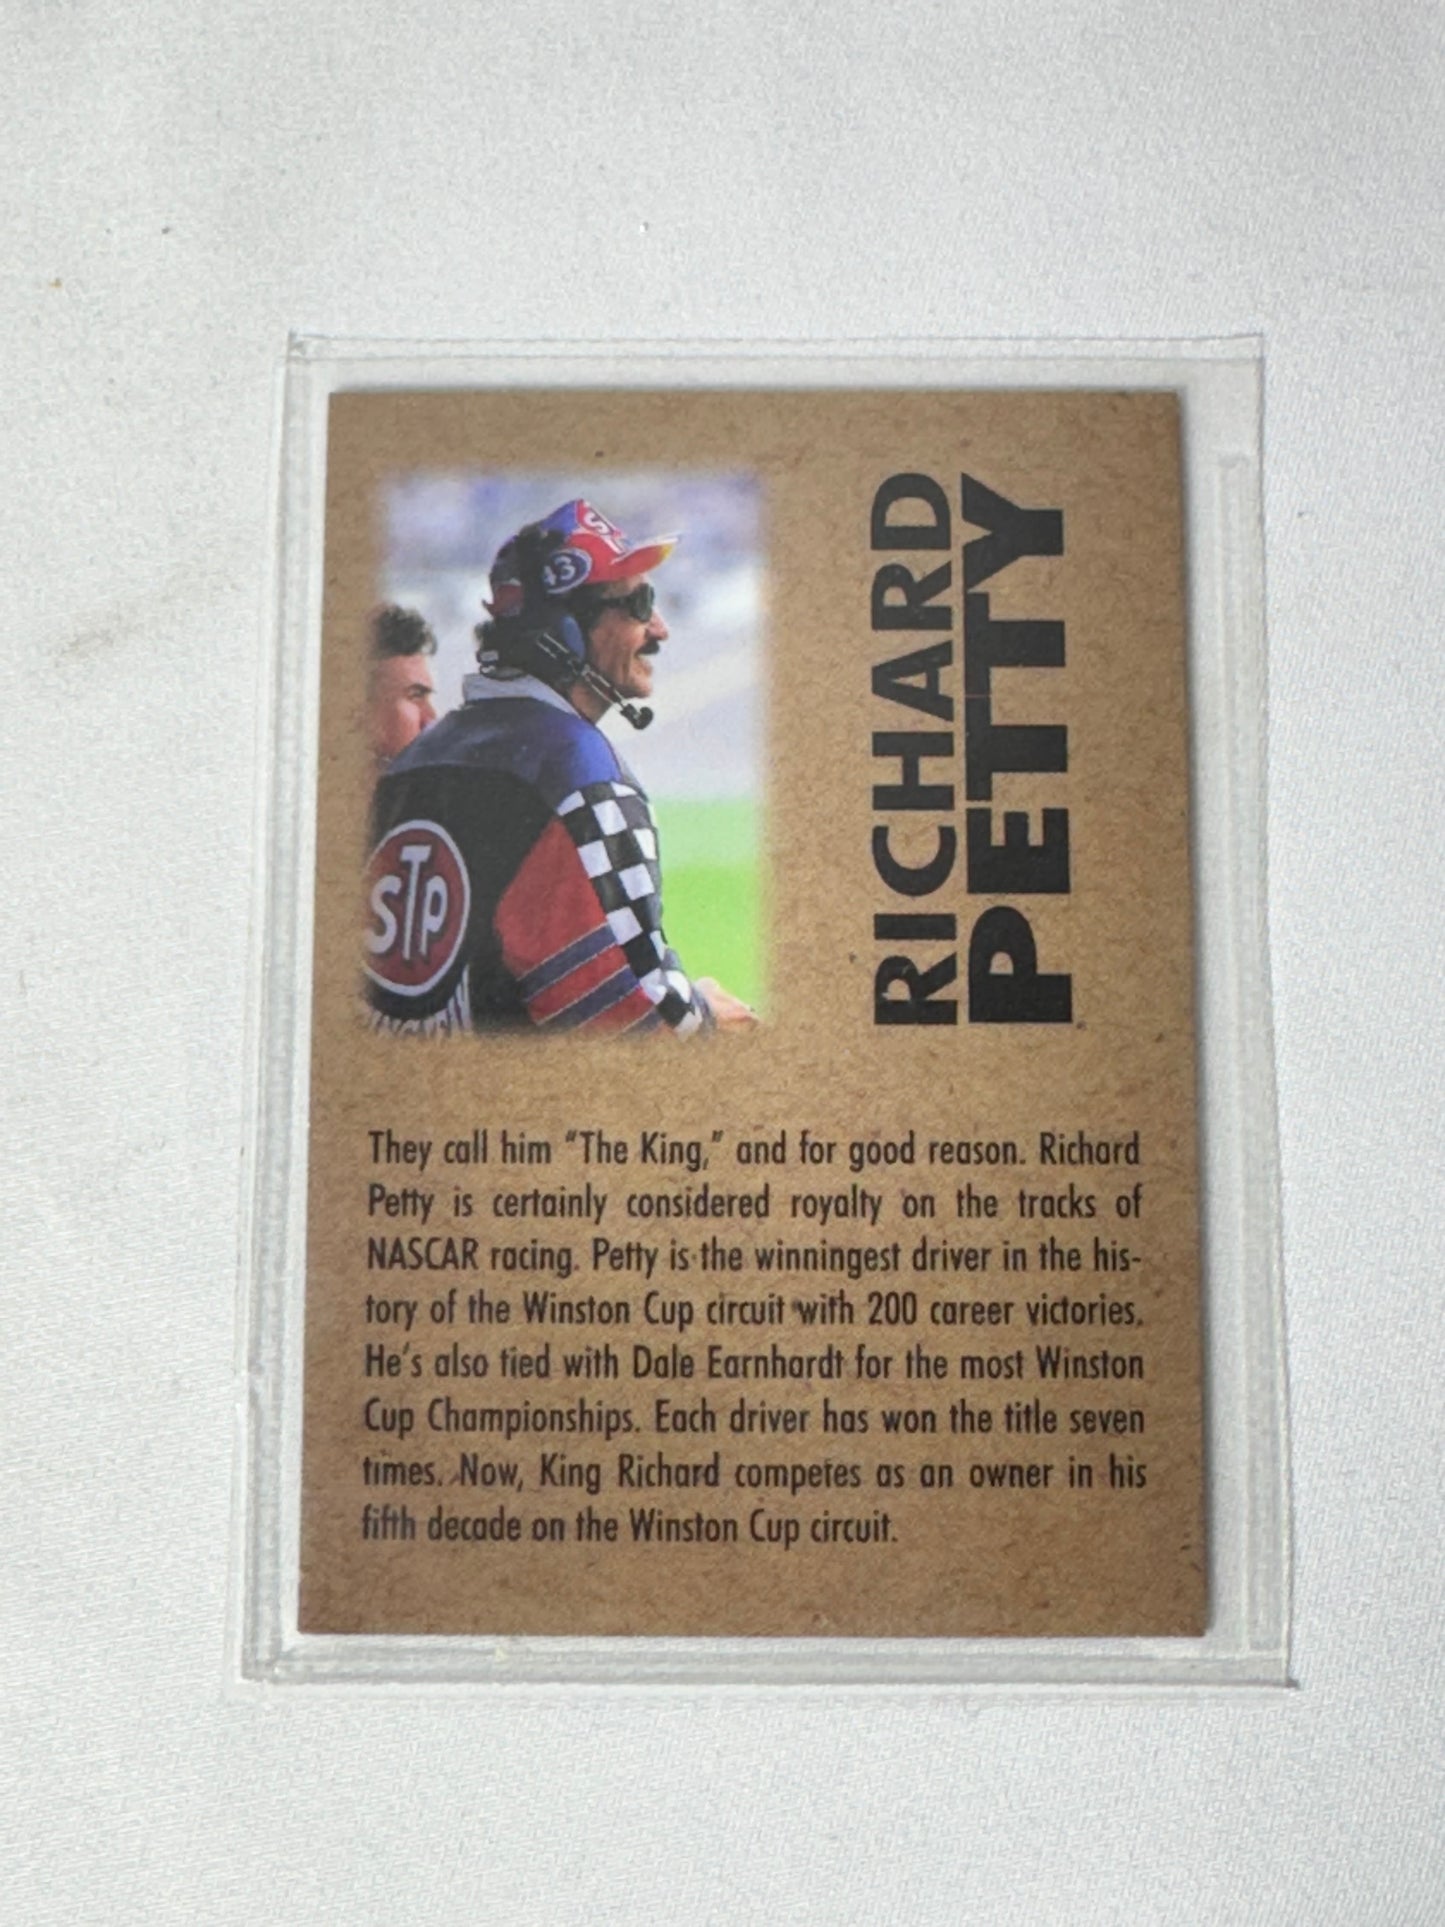 S
43
STP
RICHARD
PETTY
They call him “The King,” and for good reason. Richard
Petty is certainly considered royalty on the tracks of
NASCAR racing. Petty is the winningest driver in the his-
tory of the Winston Cup circuit with 200 career victories.
He's also tied with Dale Earnhardt for the most Winston
Cup Championships. Each driver has won the title seven
times. Now, King Richard competes as an owner in his
fifth decade on the Winston Cup circuit.